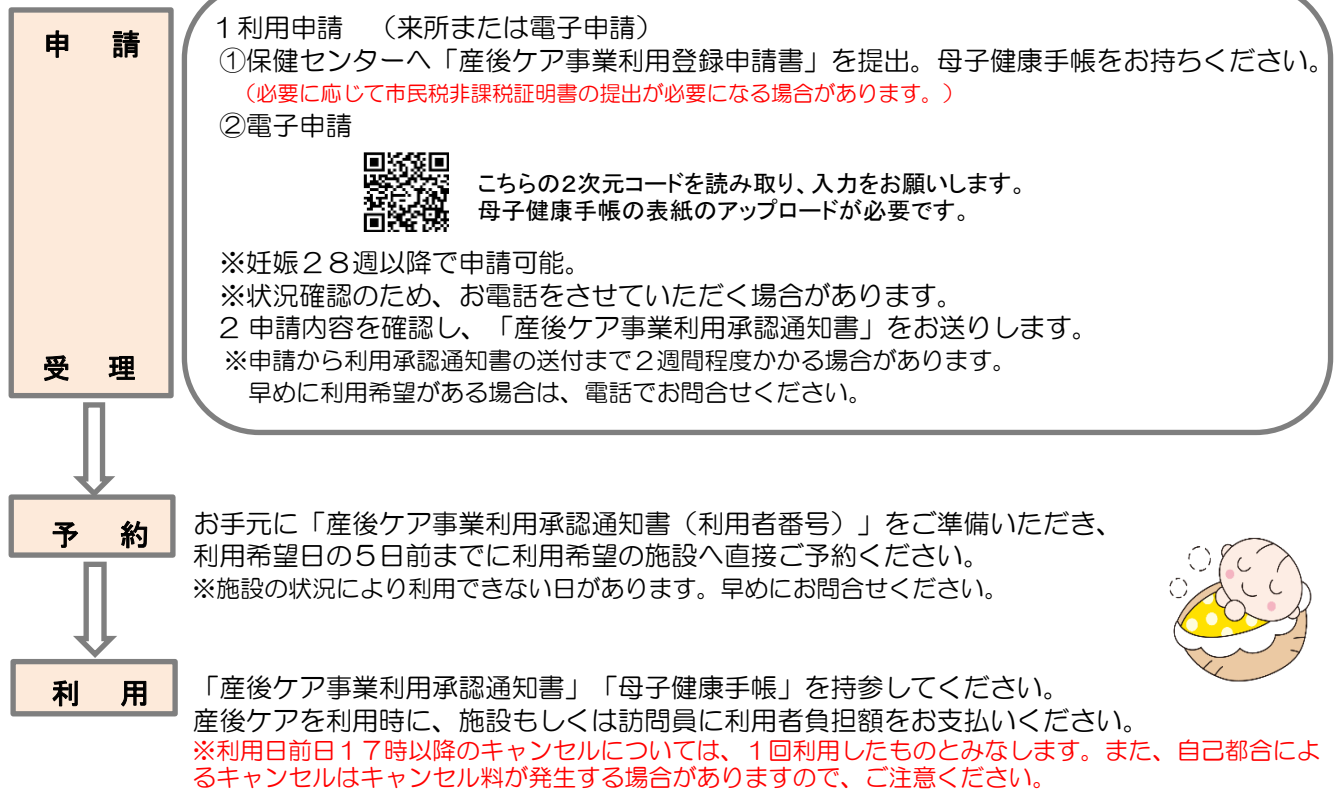 申　請
１利用申請　（来所または電子申請）
①保健センターへ「産後ケア事業利用登録申請書」を提出。母子健康手帳をお持ちください。
（必要に応じて市民税非課税証明書の提出が必要になる場合があります。）
②電子申請
こちらの２次元コードを読み取り、入力をお願いします。
母子健康手帳の表紙のアップロードが必要です。
※妊娠２８週以降で申請可能。
※状況確認のため、お電話をさせていただく場合があります。
２ 申請内容を確認し、「産後ケア事業利用承認通知書」をお送りします。
※申請から利用承認通知書の送付まで２週間程度かかる場合があります。
早めに利用希望がある場合は、電話でお問合せください。
受　理
予　約
お手元に「産後ケア事業利用承認通知書（利用者番号）」をご準備いただき、
利用希望日の５日前までに利用希望の施設へ直接ご予約ください。
※施設の状況により利用できない日があります。早めにお問合せください。
利　用
「産後ケア事業利用承認通知書」「母子健康手帳」を持参してください。
産後ケアを利用時に、施設もしくは訪問員に利用者負担額をお支払いください。
※利用日前日１７時以降のキャンセルについては、１回利用したものとみなします。また、自己都合によ
るキャンセルはキャンセル料が発生する場合がありますので、ご注意ください。